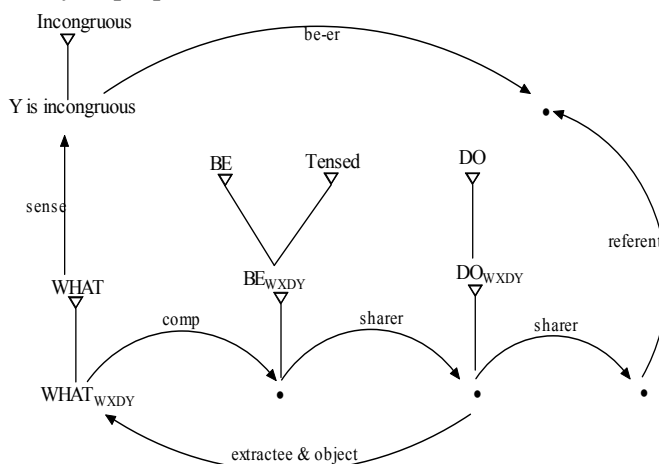 Incongruous
be-er
Y is incongruous
BE
Tensed
DO
sense
referent
WHAT
BE_WXDY
DO_WXDY
comp
sharer
sharer
WHAT_WXDY
extractee & object